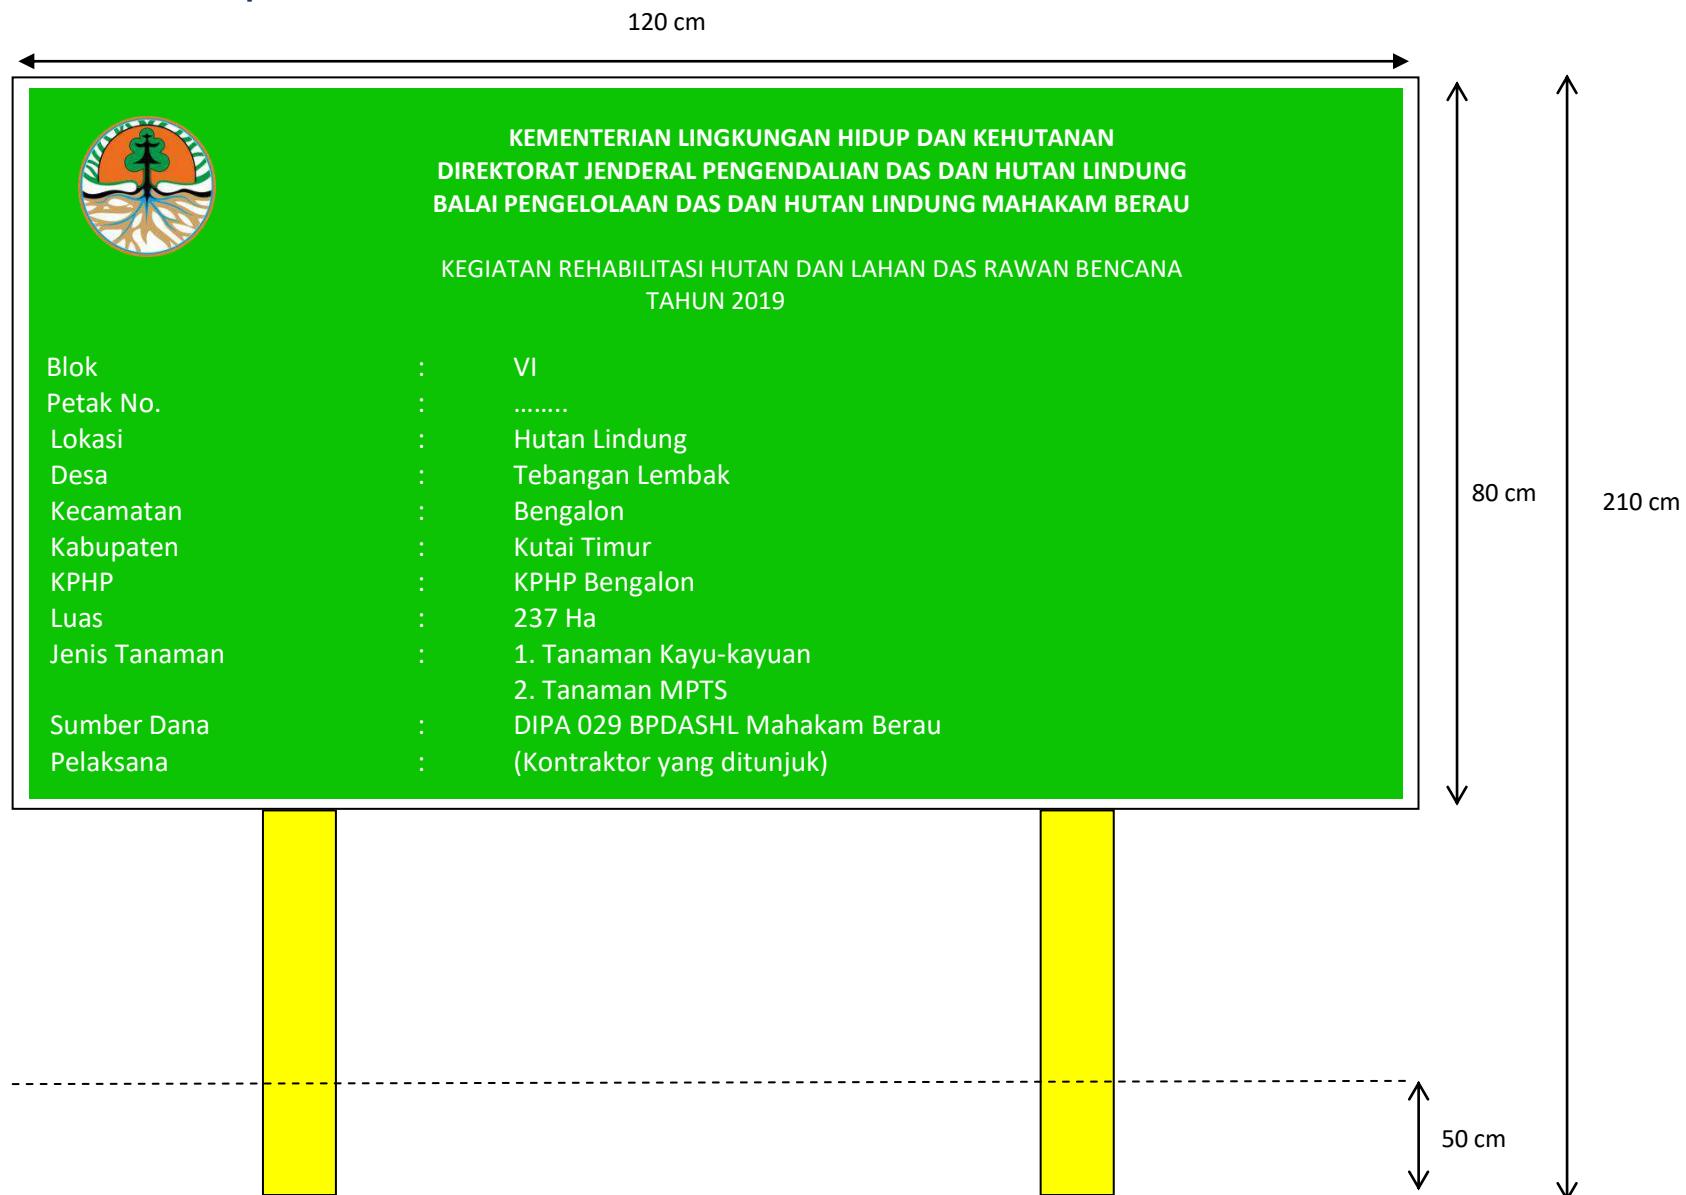 120 cm
KEMENTERIAN LINGKUNGAN HIDUP DAN KEHUTANAN
DIREKTORAT JENDERAL PENGENDALIAN DAS DAN HUTAN LINDUNG
BALAI PENGELOLAAN DAS DAN HUTAN LINDUNG MAHAKAM BERAU
KEGIATAN REHABILITASI HUTAN DAN LAHAN DAS RAWAN BENCANA
TAHUN 2019
Blok : VI
Petak No. : ........
Lokasi : Hutan Lindung
Desa : Tebangan Lembak
Kecamatan : Bengalon
Kabupaten : Kutai Timur
KPHP : KPHP Bengalon
Luas : 237 Ha
Jenis Tanaman : 1. Tanaman Kayu-kayuan
2. Tanaman MPTS
Sumber Dana : DIPA 029 BPDASHL Mahakam Berau
Pelaksana : (Kontraktor yang ditunjuk)
80 cm
210 cm
50 cm